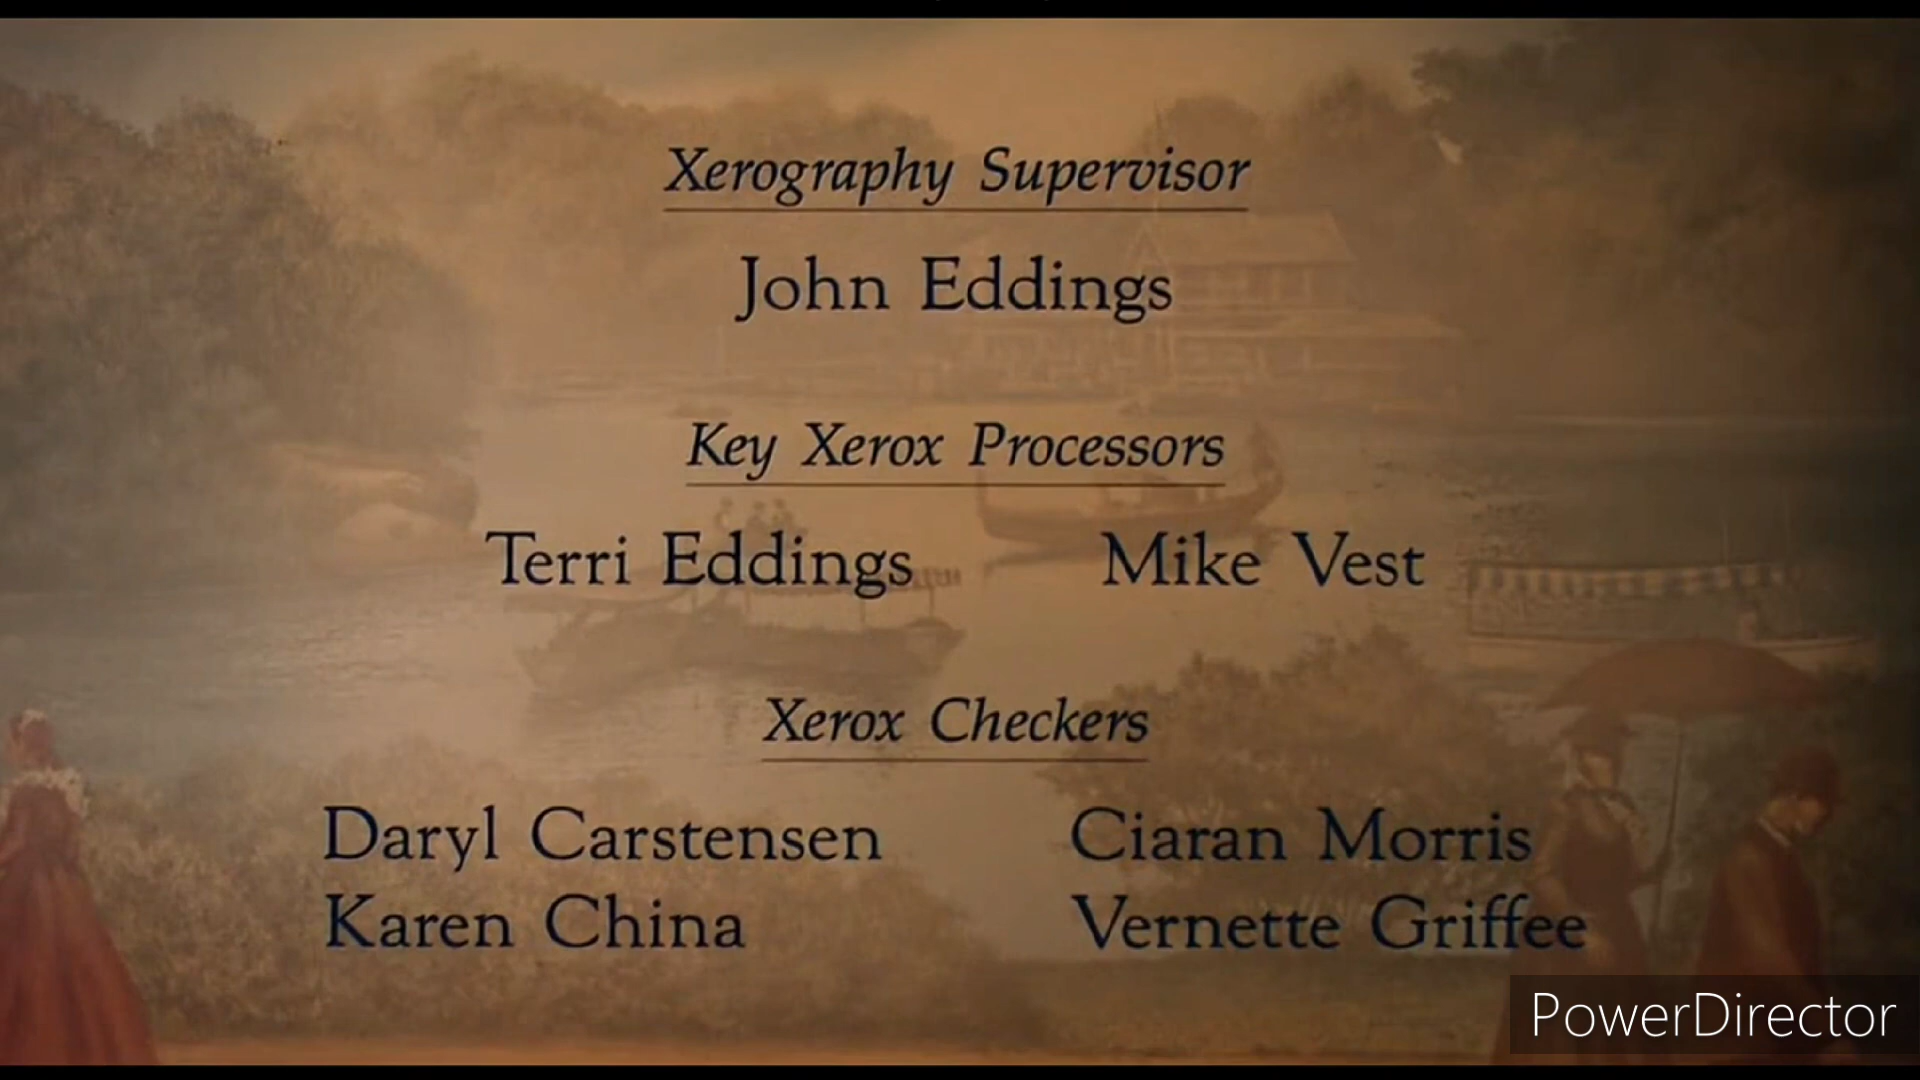 Xerography Supervisor
John Eddings
Key Xerox Processors
Terri Eddings Mike Vest
Xerox Checkers
Daryl Carstensen Ciaran Morris
Karen China Vernette Griffee
PowerDirector